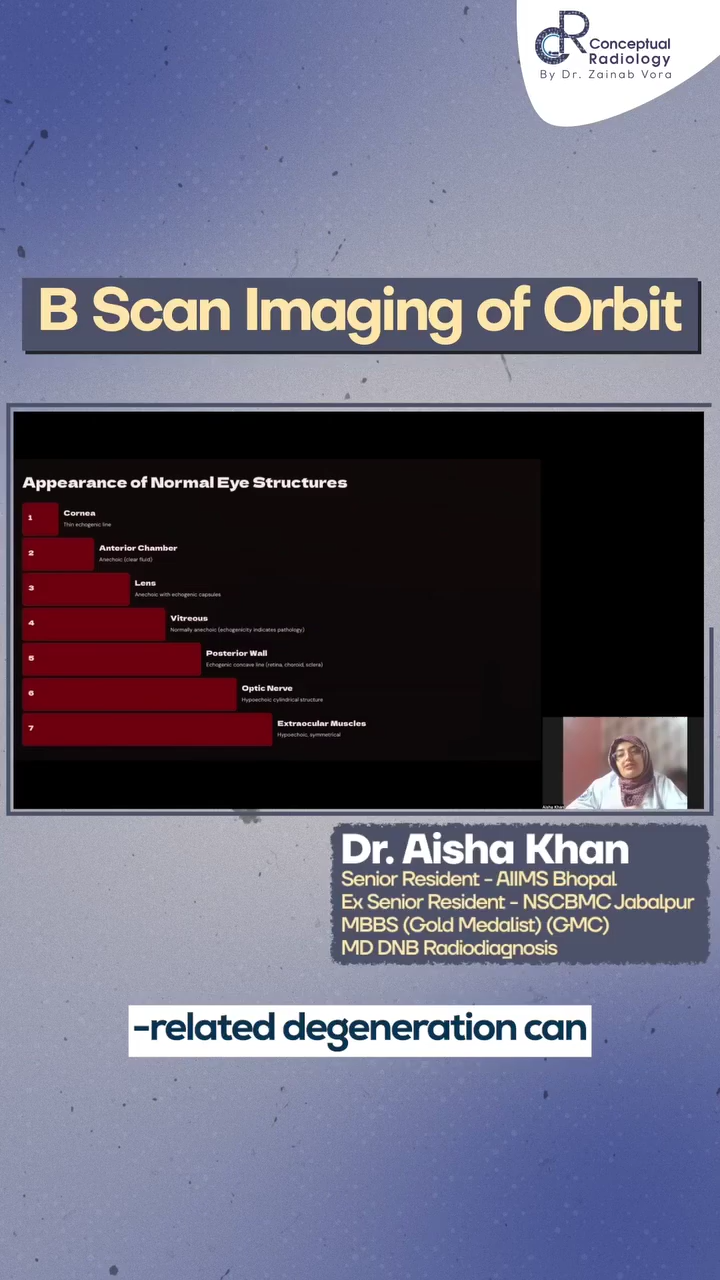 Conceptual
Radiology
By Dr. Zainab Vora
B Scan Imaging of Orbit
Appearance of Normal Eye Structures
1
Cornea
Thin echogenic line
2
Anterior Chamber
Anechoic (clear fluid)
3
Lens
Anechoic with echogenic capsules
4
Vitreous
Normally anechoic (echogenicity indicates pathology)
5
Posterior Wall
Echogenic concave line (retina, choroid, sclera)
6
Optic Nerve
Hypoechoic cylindrical structure
7
Extraocular Muscles
Hypoechoic, symmetrical
Aisha Khan
Dr. Aisha Khan
Senior Resident - AIIMS Bhopal
Ex Senior Resident - NSCBMC Jabalpur
MBBS (Gold Medalist) (GMC)
MD DNB Radiodiagnosis
-related degeneration can